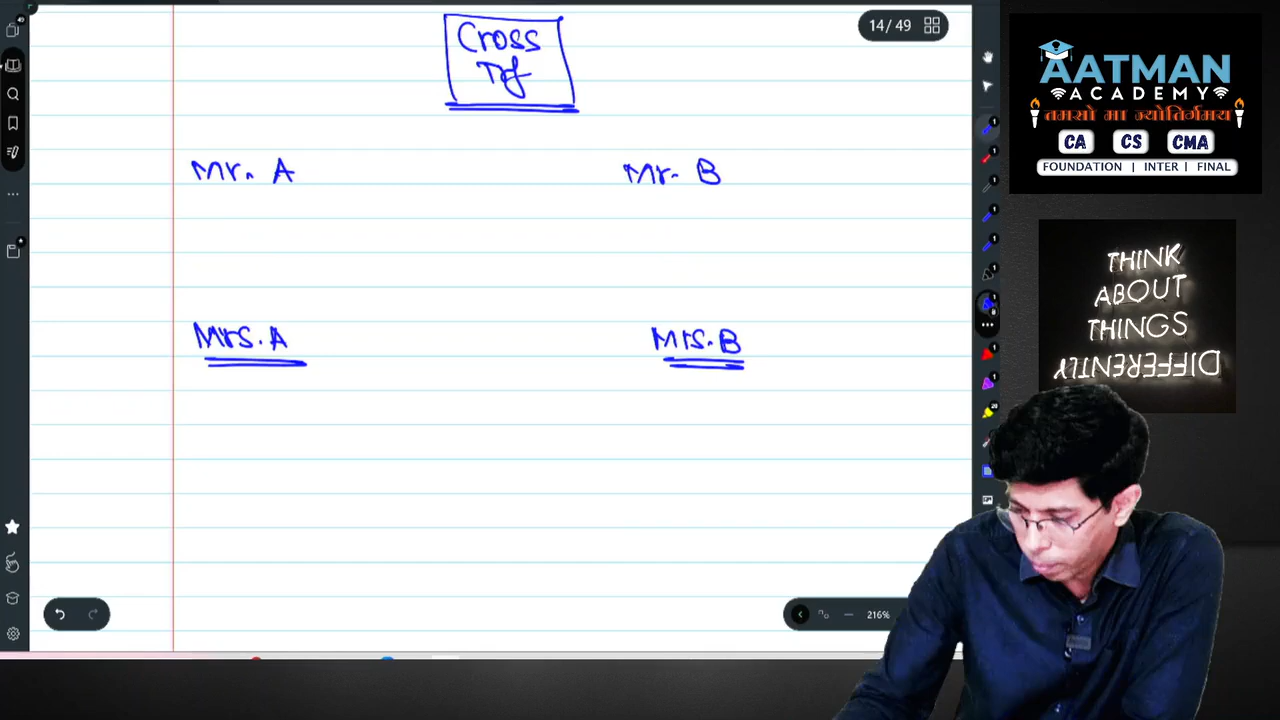 Cross
Trf
14/49
Mr. A
Mr. B
Mrs. A
Mrs. B
216%
AATMAN
ACADEMY
तमसो मा ज्योतिर्गमय
CA CS CMA
FOUNDATION | INTER | FINAL
THINK
ABOUT
THINGS
DIFFERENTLY